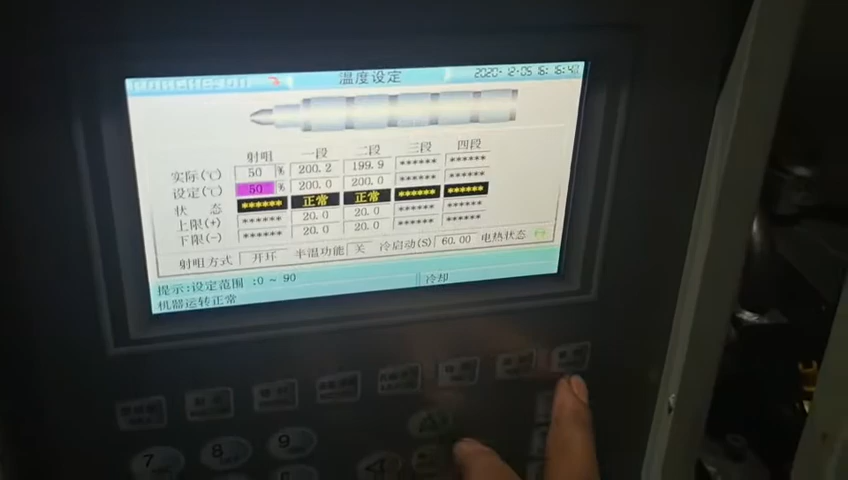 温度设定 2020-12-05 16:16:47
射咀 一段 二段 三段 四段
实际(℃) 50 % 200.2 199.9 ****** ******
设定(℃) 50 % 200.0 200.0 ****** ******
状 态 ****** 正常 正常 ****** ******
上限(+) ****** 20.0 20.0 ****** ******
下限(-) ****** 20.0 20.0
射咀方式 开环 半温功能 关 冷启动(S) 60.00 电热状态
提示:设定范围 :0 ~ 90 冷却
机器运转正常
7 8 9